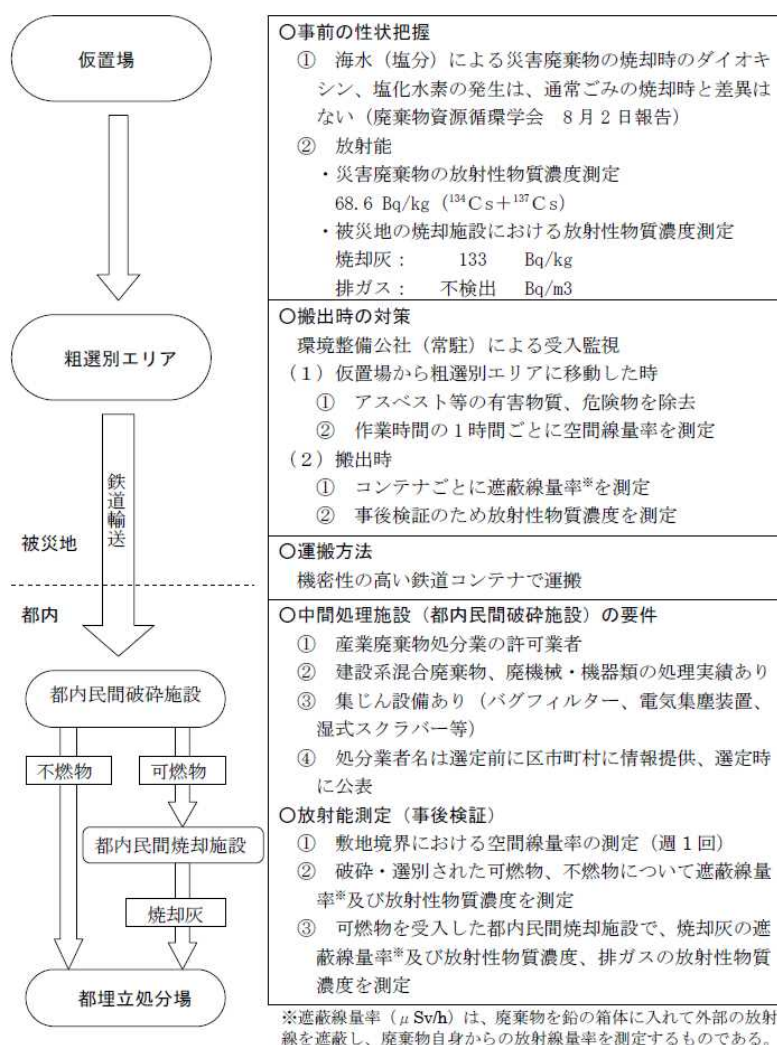 仮置場
粗選別エリア
鉄道輸送
被災地
都内
都内民間破砕施設
不燃物
可燃物
都内民間焼却施設
焼却灰
都埋立処分場
○事前の性状把握
① 海水（塩分）による災害廃棄物の焼却時のダイオキ
シン、塩化水素の発生は、通常ごみの焼却時と差異は
ない（廃棄物資源循環学会 8月2日報告）
② 放射能
・災害廃棄物の放射性物質濃度測定
68.6 Bq/kg（¹³⁴Cs＋¹³⁷Cs）
・被災地の焼却施設における放射性物質濃度測定
焼却灰： 133 Bq/kg
排ガス： 不検出 Bq/m3
○搬出時の対策
環境整備公社（常駐）による受入監視
（1）仮置場から粗選別エリアに移動した時
① アスベスト等の有害物質、危険物を除去
② 作業時間の1時間ごとに空間線量率を測定
（2）搬出時
① コンテナごとに遮蔽線量率※を測定
② 事後検証のため放射性物質濃度を測定
○運搬方法
機密性の高い鉄道コンテナで運搬
○中間処理施設（都内民間破砕施設）の要件
① 産業廃棄物処分業の許可業者
② 建設系混合廃棄物、廃機械・機器類の処理実績あり
③ 集じん設備あり（バグフィルター、電気集塵装置、
湿式スクラバー等）
④ 処分業者名は選定前に区市町村に情報提供、選定時
に公表
○放射能測定（事後検証）
① 敷地境界における空間線量率の測定（週1回）
② 破砕・選別された可燃物、不燃物について遮蔽線量
率※及び放射性物質濃度を測定
③ 可燃物を受入した都内民間焼却施設で、焼却灰の遮
蔽線量率※及び放射性物質濃度、排ガスの放射性物質
濃度を測定
※遮蔽線量率（μSv/h）は、廃棄物を鉛の箱体に入れて外部の放射
線を遮蔽し、廃棄物自身からの放射線量率を測定するものである。